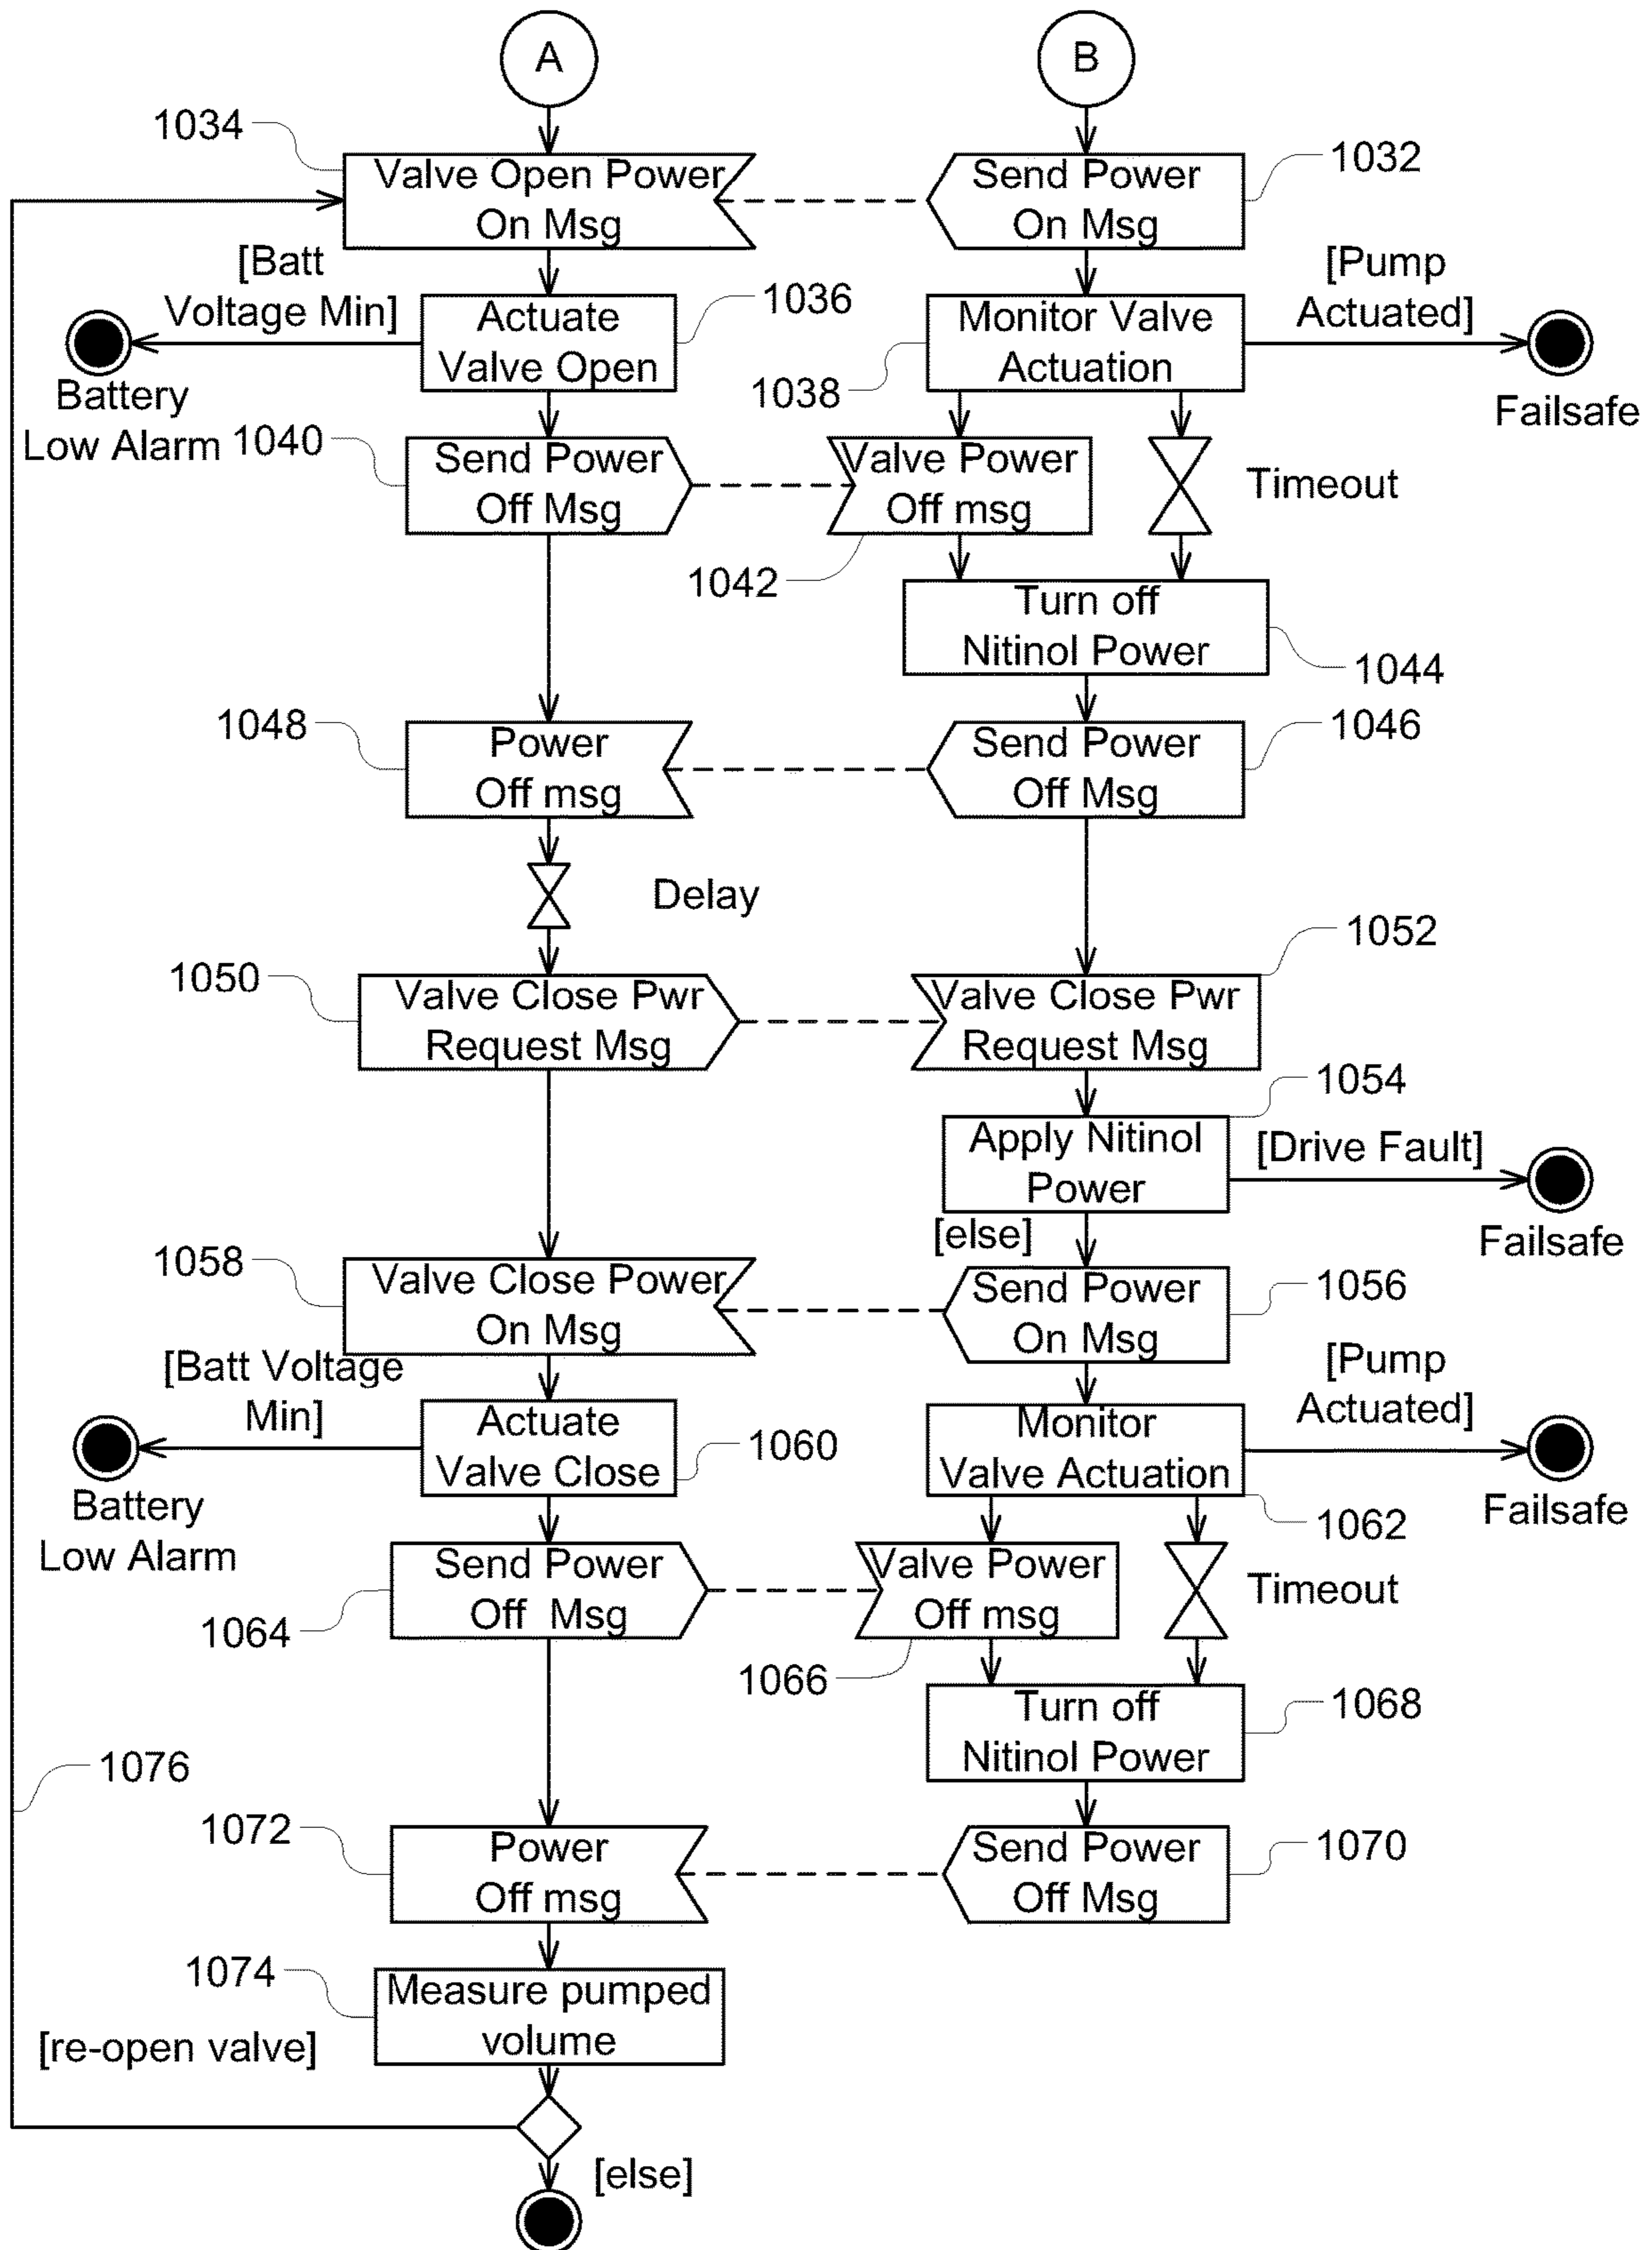 A
B
1034
Valve Open Power
On Msg
Send Power
On Msg
1032
[Batt
Voltage Min]
Actuate
Valve Open
1036
Monitor Valve
Actuation
1038
[Pump
Actuated]
Battery
Low Alarm
Failsafe
1040
Send Power
Off Msg
Valve Power
Off msg
Timeout
1042
Turn off
Nitinol Power
1044
1048
Power
Off msg
Send Power
Off Msg
1046
Delay
1050
Valve Close Pwr
Request Msg
Valve Close Pwr
Request Msg
1052
1054
Apply Nitinol
Power
[Drive Fault]
[else]
Failsafe
1058
Valve Close Power
On Msg
Send Power
On Msg
1056
[Batt Voltage
Min]
Actuate
Valve Close
1060
Monitor
Valve Actuation
[Pump
Actuated]
1062
Battery
Low Alarm
Failsafe
Send Power
Off  Msg
1064
Valve Power
Off msg
Timeout
1066
Turn off
Nitinol Power
1068
1076
1072
Power
Off msg
Send Power
Off Msg
1070
1074
Measure pumped
volume
[re-open valve]
[else]